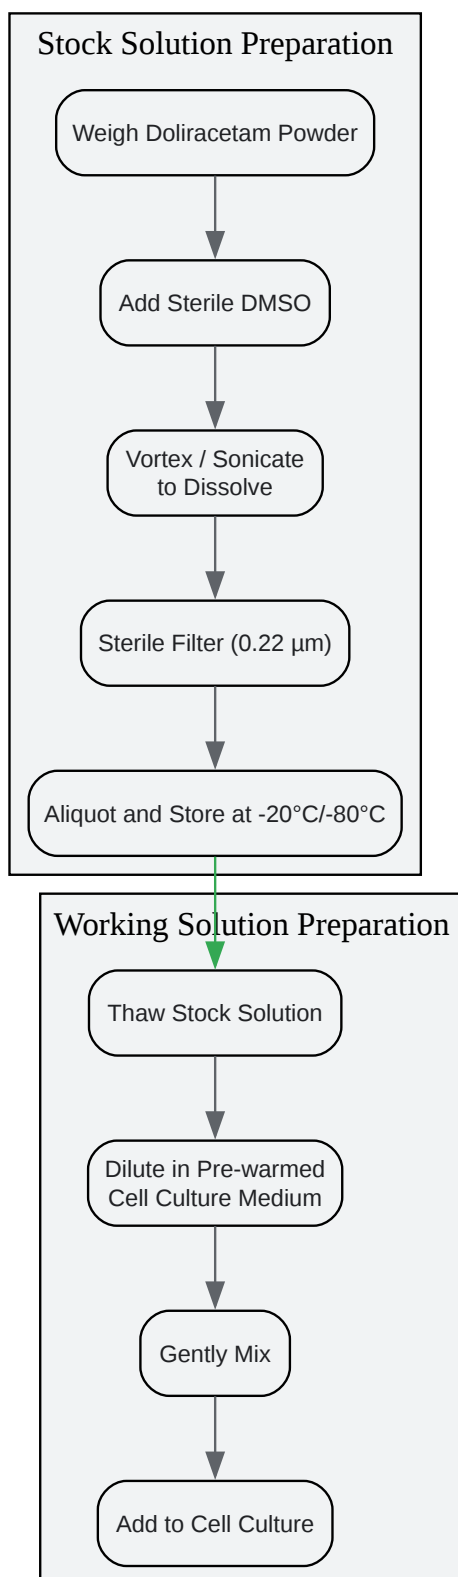 Stock Solution Preparation
Weigh Doliracetam Powder
Add Sterile DMSO
Vortex / Sonicate
to Dissolve
Sterile Filter (0.22 µm)
Aliquot and Store at -20°C/-80°C
Working Solution Preparation
Thaw Stock Solution
Dilute in Pre-warmed
Cell Culture Medium
Gently Mix
Add to Cell Culture